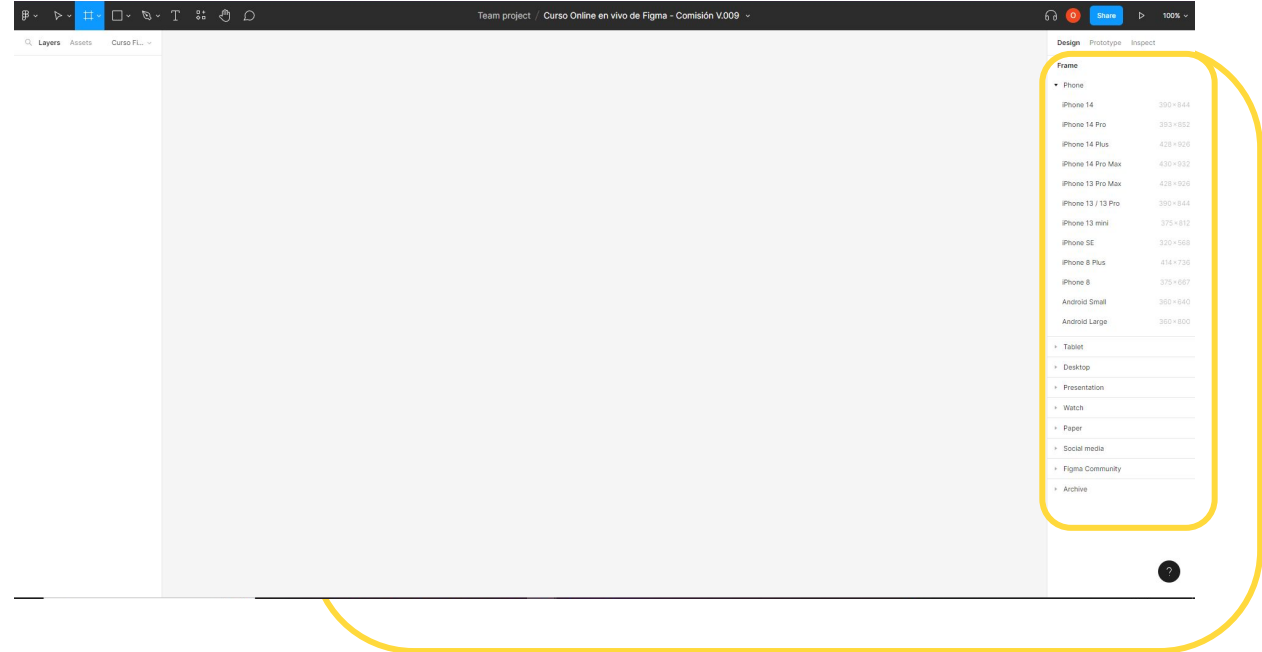 Team project / Curso Online en vivo de Figma - Comisión V.009
O
Share
100%
Layers Assets Curso Fi...
Design Prototype Inspect
Frame
Phone
iPhone 14 390×844
iPhone 14 Pro 393×852
iPhone 14 Plus 428×926
iPhone 14 Pro Max 430×932
iPhone 13 Pro Max 428×926
iPhone 13 / 13 Pro 390×844
iPhone 13 mini 375×812
iPhone SE 320×568
iPhone 8 Plus 414×736
iPhone 8 375×667
Android Small 360×640
Android Large 360×800
Tablet
Desktop
Presentation
Watch
Paper
Social media
Figma Community
Archive
?